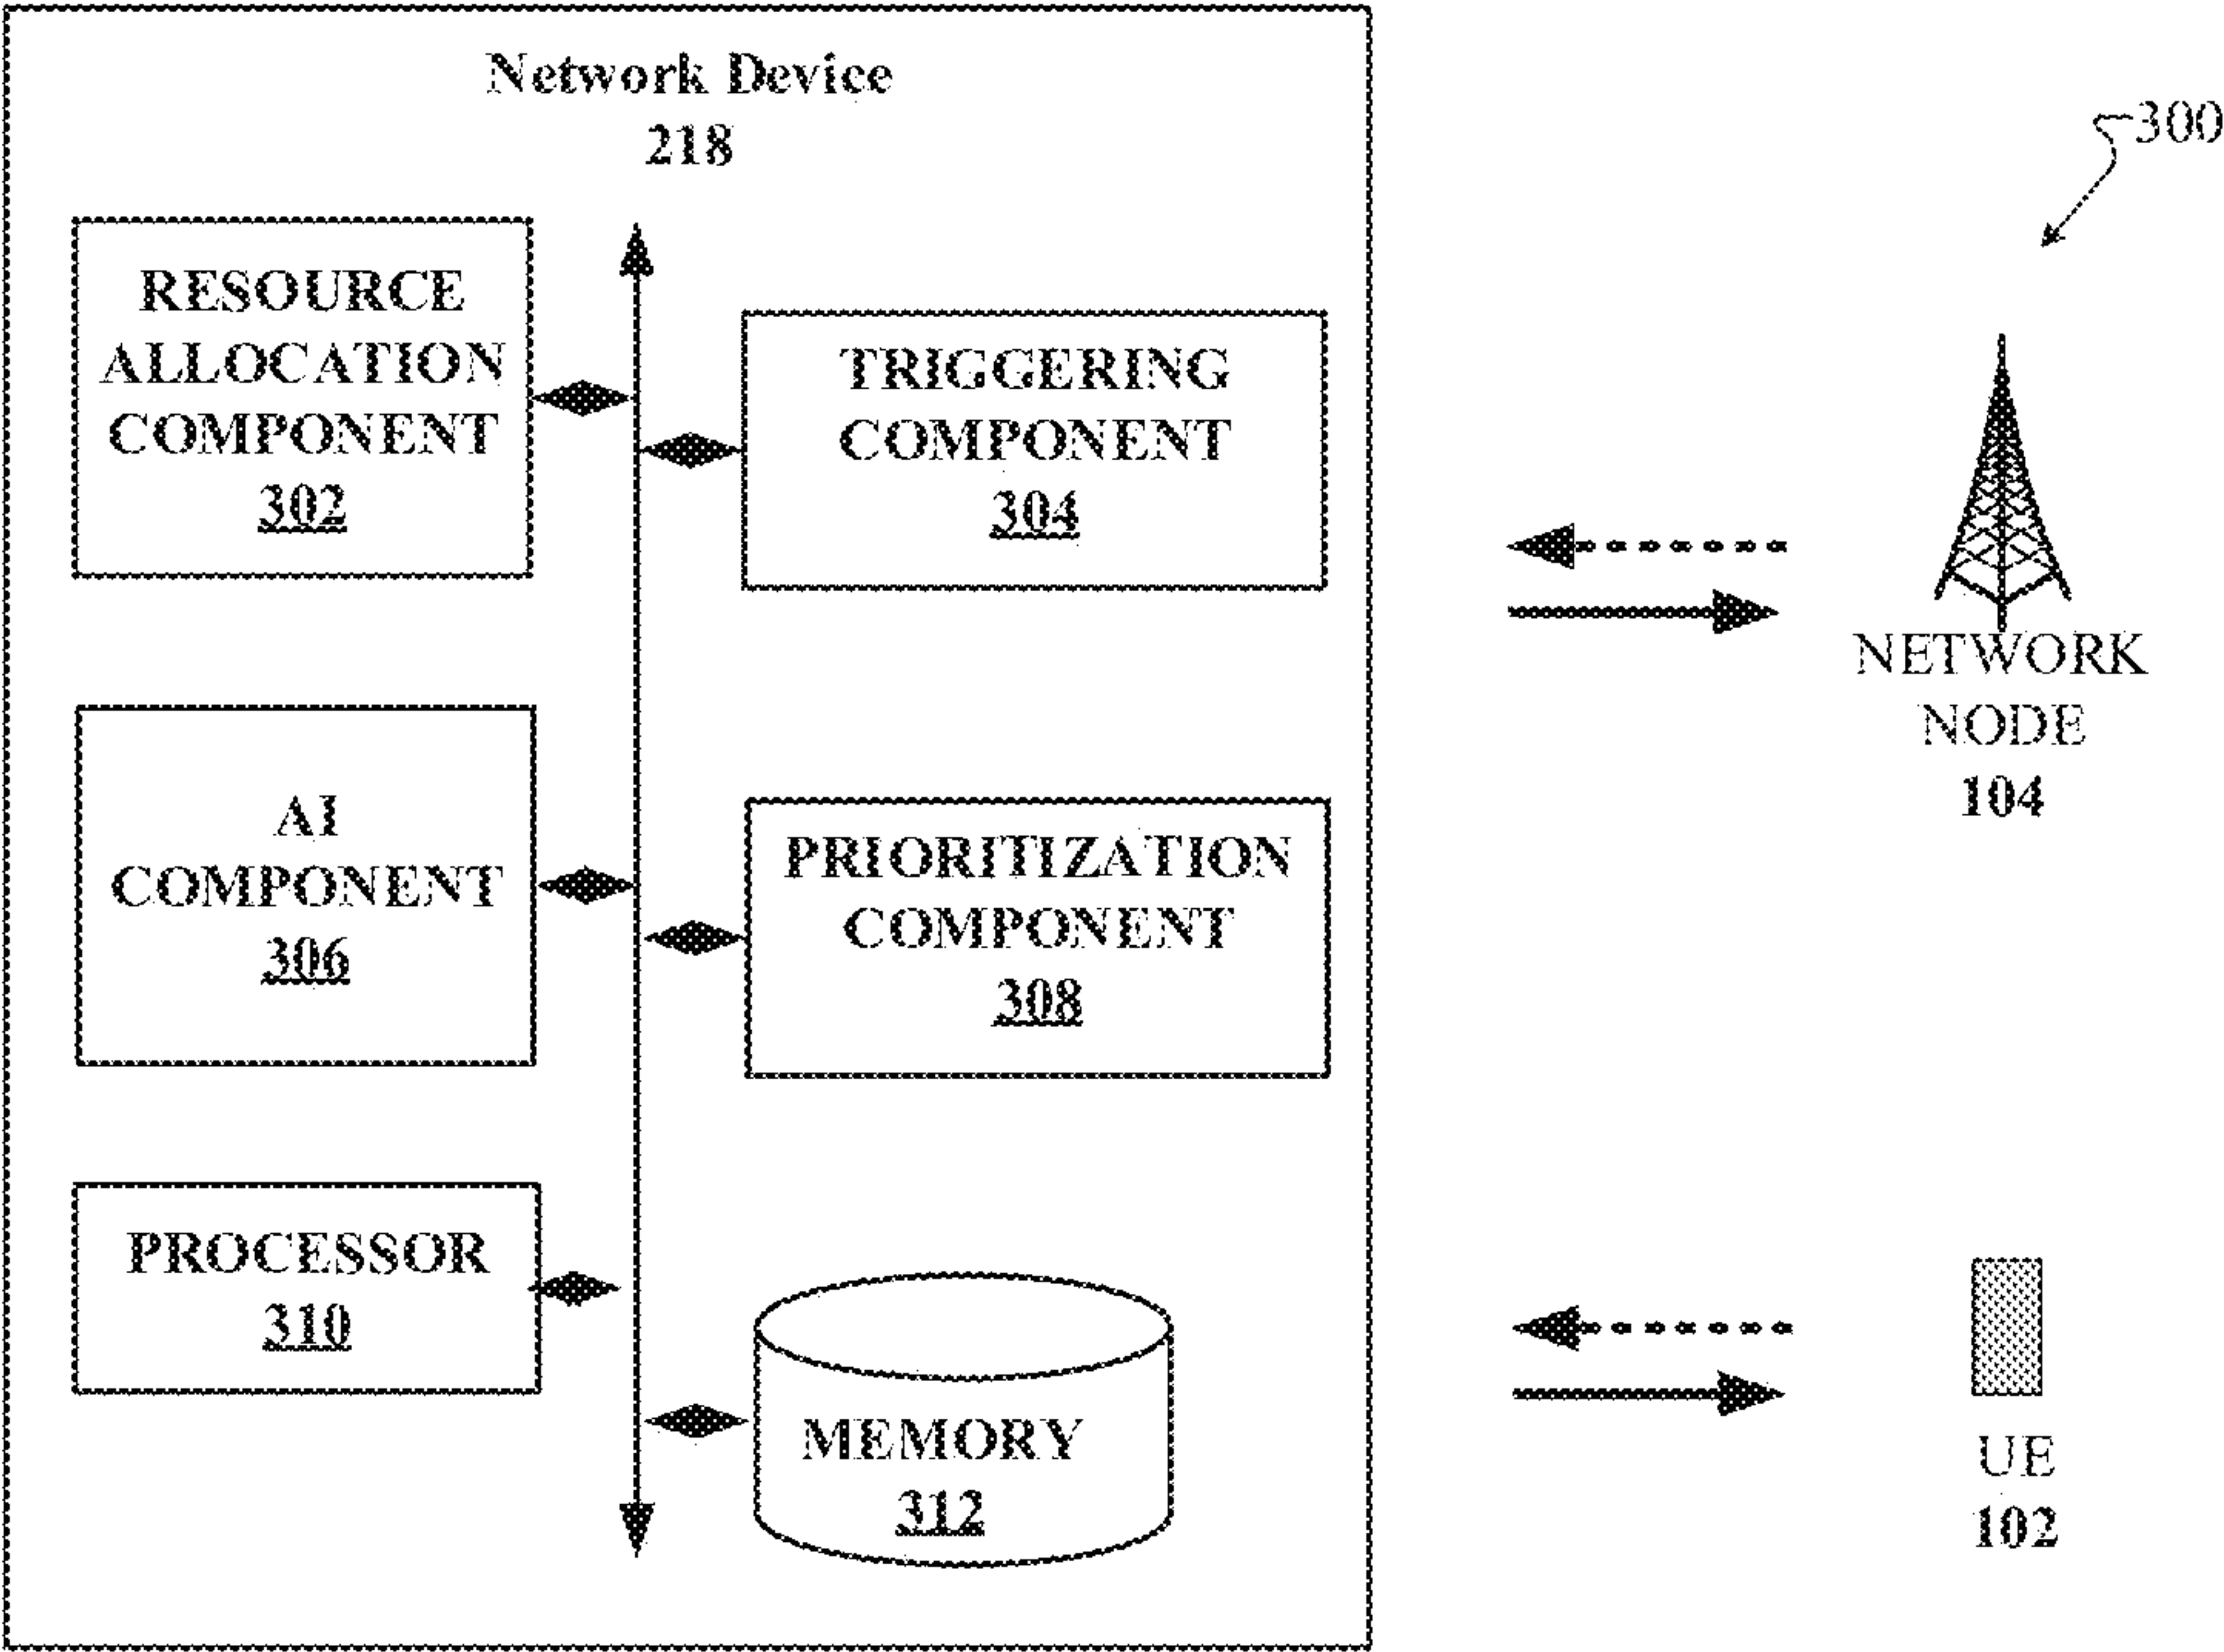 Network Device
218
300
RESOURCE
ALLOCATION
COMPONENT
302
TRIGGERING
COMPONENT
304
NETWORK
NODE
104
AI
COMPONENT
306
PRIORITIZATION
COMPONENT
308
PROCESSOR
310
MEMORY
312
UE
102